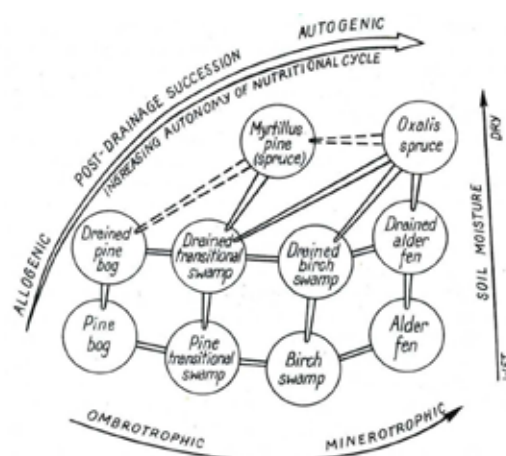 AUTOGENIC
POST-DRAINAGE SUCCESSION
INCREASING AUTONOMY OF NUTRITIONAL CYCLE
ALLOGENIC
Myrtillus
pine
(spruce)
Oxalis
spruce
Drained
pine
bog
Drained
transitional
swamp
Drained
birch
swamp
Drained
alder
fen
Pine
bog
Pine
transitional
swamp
Birch
swamp
Alder
fen
DRY
SOIL MOISTURE
WET
OMBROTROPHIC
MINEROTROPHIC